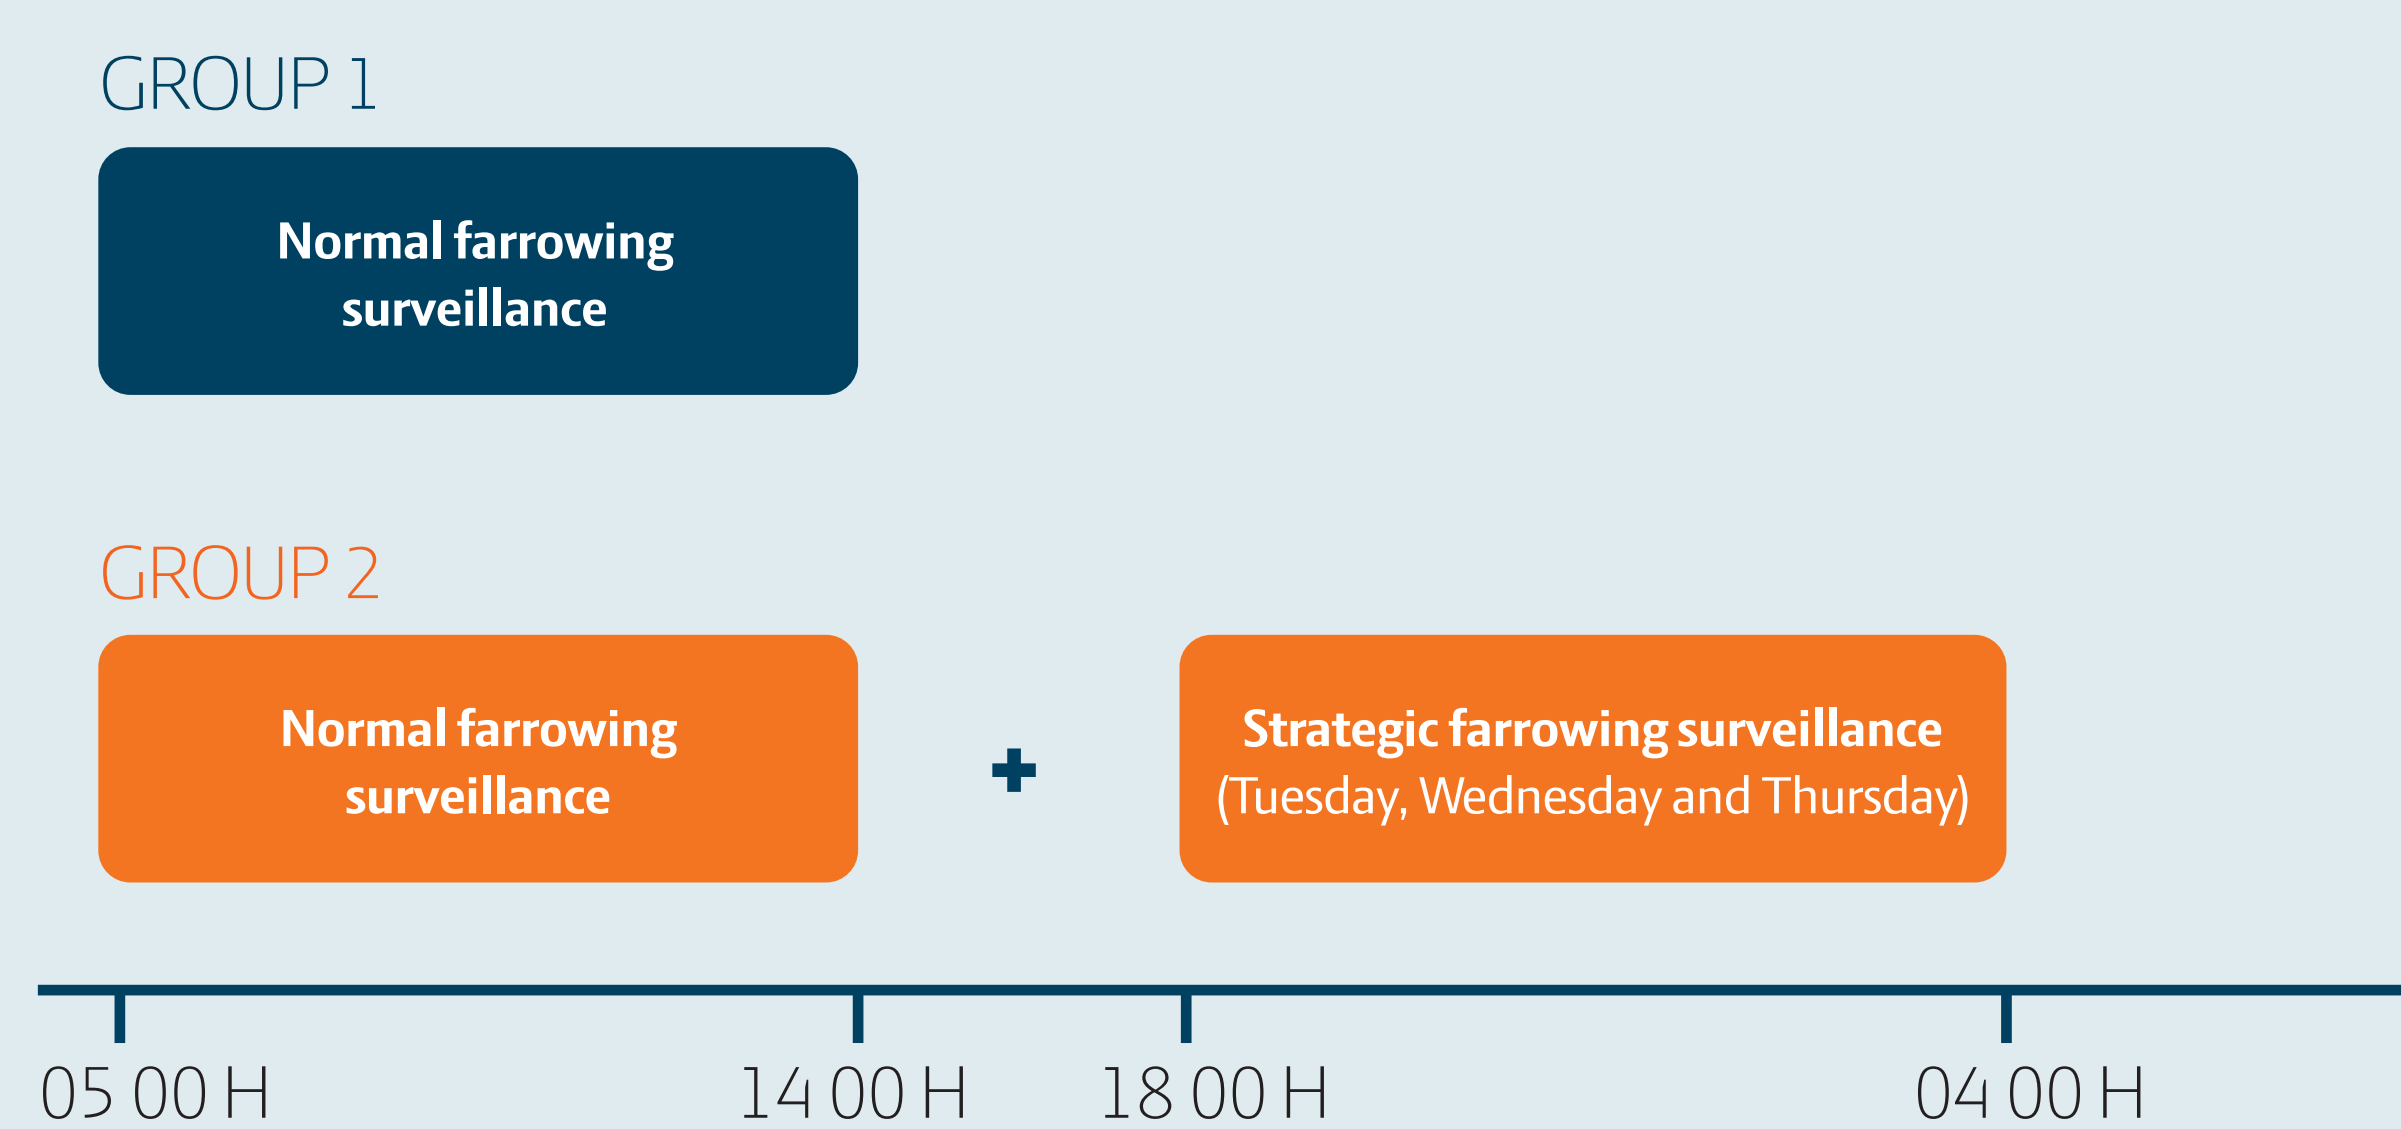 GROUP 1
Normal farrowing
surveillance
GROUP 2
Normal farrowing
surveillance
+
Strategic farrowing surveillance
(Tuesday, Wednesday and Thursday)
05 00 H
14 00 H
18 00 H
04 00 H